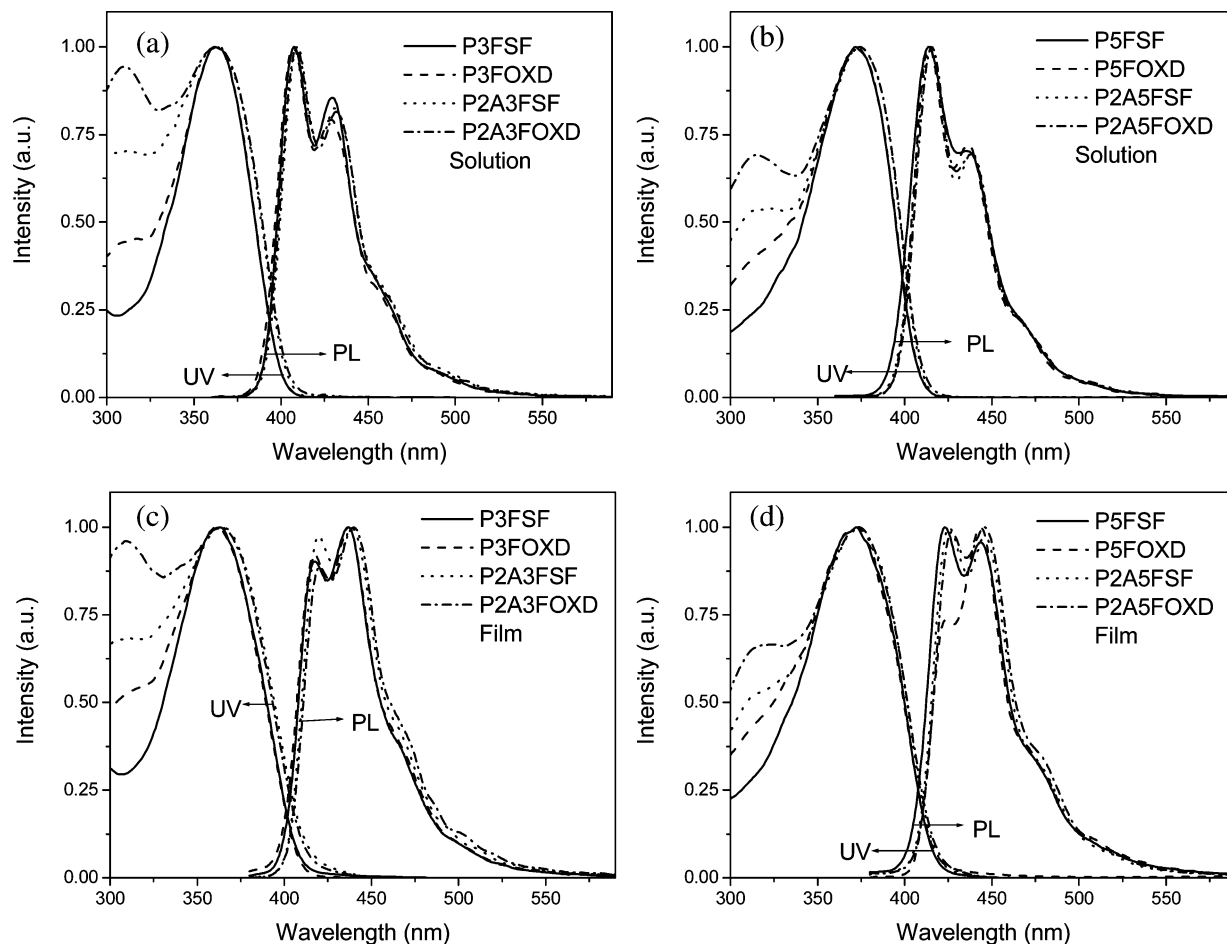 (a)
P3FSF
P3FOXD
P2A3FSF
P2A3FOXD
Solution
PL
UV
1.00
0.75
0.50
0.25
0.00
Intensity (a.u.)
300 350 400 450 500 550
Wavelength (nm)
(b)
P5FSF
P5FOXD
P2A5FSF
P2A5FOXD
Solution
PL
UV
1.00
0.75
0.50
0.25
0.00
Intensity (a.u.)
300 350 400 450 500 550
Wavelength (nm)
(c)
P3FSF
P3FOXD
P2A3FSF
P2A3FOXD
Film
UV
PL
1.00
0.75
0.50
0.25
0.00
Intensity (a.u.)
300 350 400 450 500 550
Wavelength (nm)
(d)
P5FSF
P5FOXD
P2A5FSF
P2A5FOXD
Film
PL
UV
1.00
0.75
0.50
0.25
0.00
Intensity (a.u.)
300 350 400 450 500 550
Wavelength (nm)